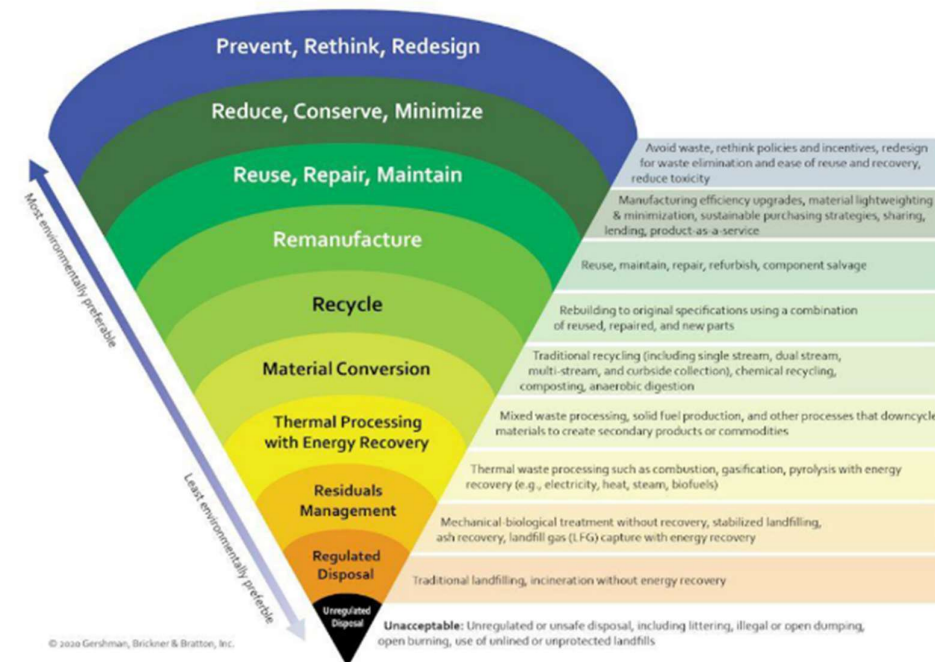 Prevent, Rethink, Redesign
Reduce, Conserve, Minimize
Reuse, Repair, Maintain
Remanufacture
Recycle
Material Conversion
Thermal Processing
with Energy Recovery
Residuals
Management
Regulated
Disposal
Unregulated
Disposal
Most environmentally preferable
Least environmentally preferble
Avoid waste, rethink policies and incentives, redesign
for waste elimination and ease of reuse and recovery,
reduce toxicity
Manufacturing efficiency upgrades, material lightweighting
& minimization, sustainable purchasing strategies, sharing,
lending, product-as-a-service
Reuse, maintain, repair, refurbish, component salvage
Rebuilding to original specifications using a combination
of reused, repaired, and new parts
Traditional recycling (including single stream, dual stream,
multi-stream, and curbside collection), chemical recycling,
composting, anaerobic digestion
Mixed waste processing, solid fuel production, and other processes that downcycle
materials to create secondary products or commodities
Thermal waste processing such as combustion, gasification, pyrolysis with energy
recovery (e.g., electricity, heat, steam, biofuels)
Mechanical-biological treatment without recovery, stabilized landfilling,
ash recovery, landfill gas (LFG) capture with energy recovery
Traditional landfilling, incineration without energy recovery
Unacceptable: Unregulated or unsafe disposal, including littering, illegal or open dumping,
open burning, use of unlined or unprotected landfills
© 2020 Gershman, Brickner & Bratton, Inc.